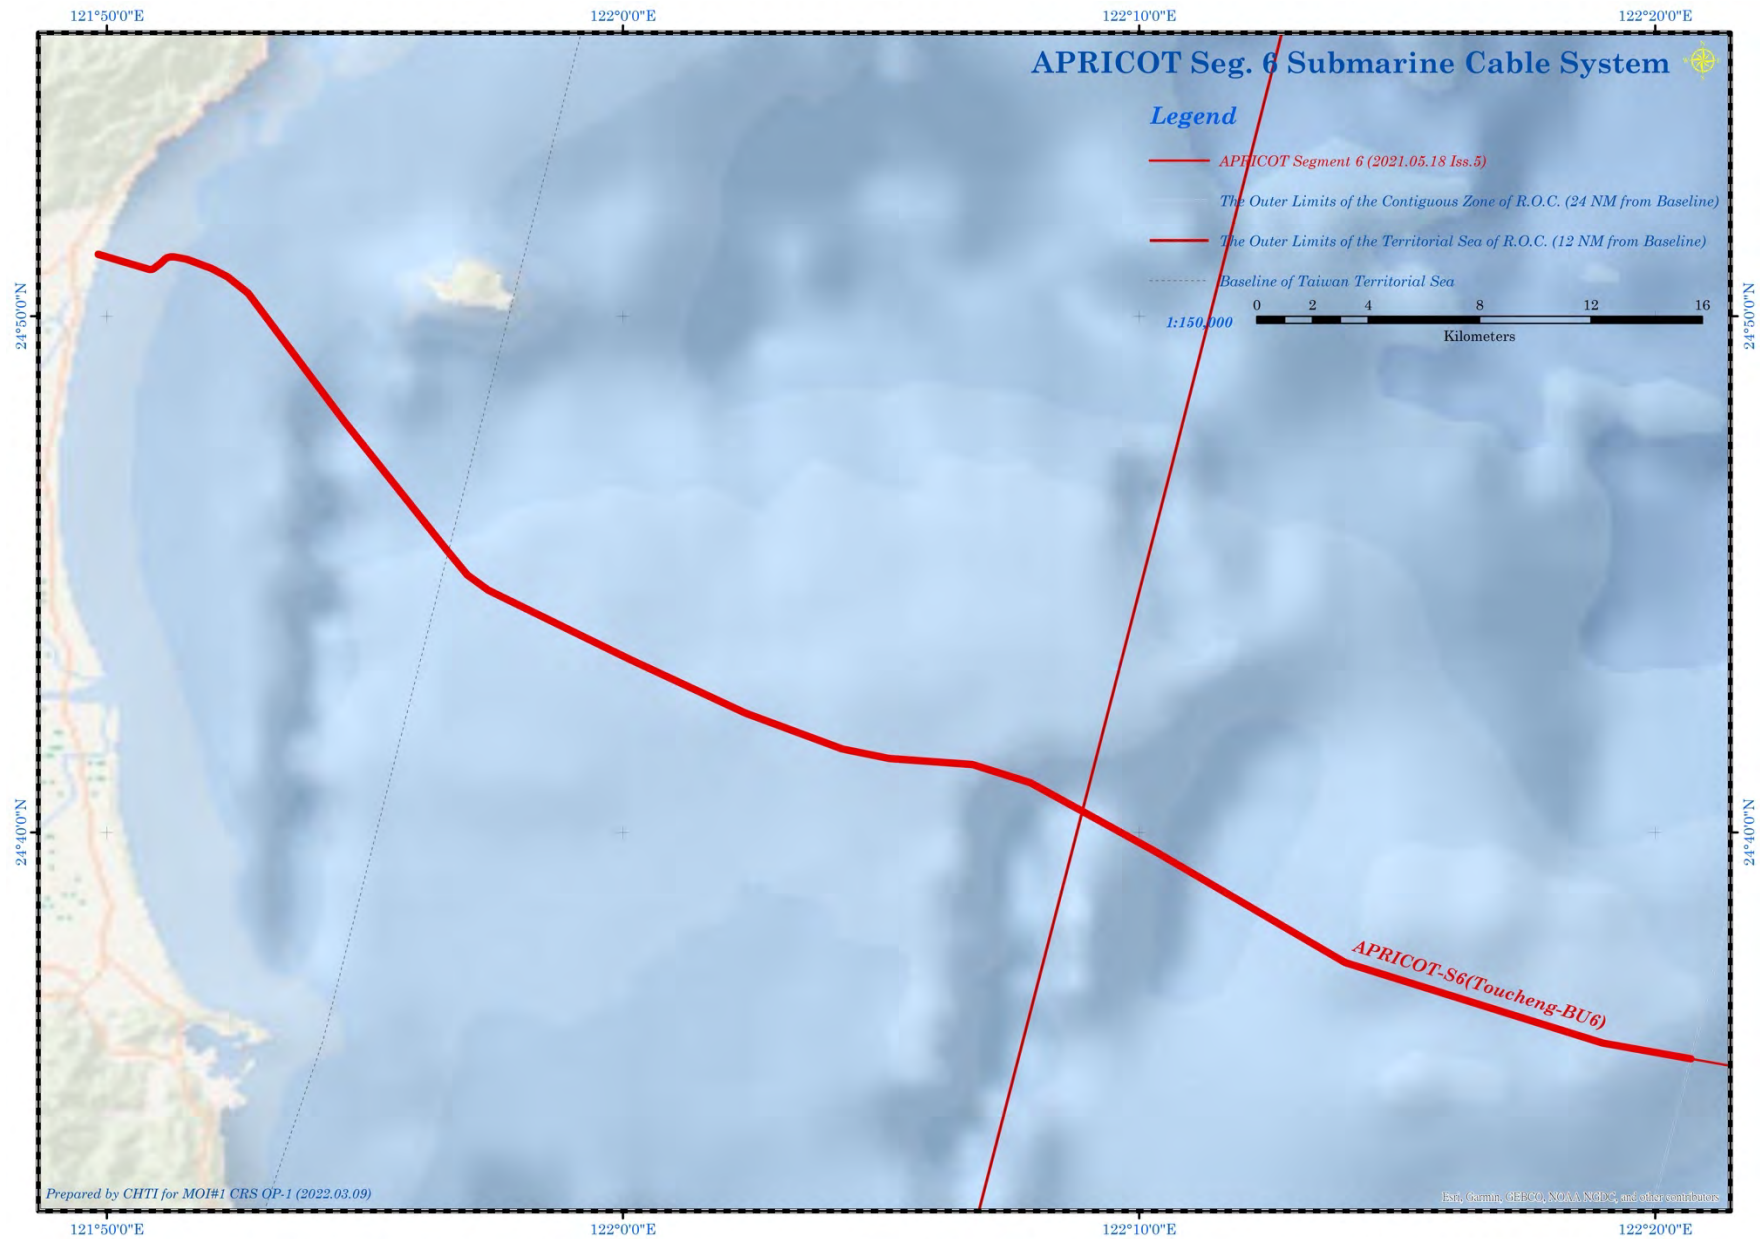 121°50'0"E
122°0'0"E
122°10'0"E
122°20'0"E
APRICOT Seg. 6 Submarine Cable System
Legend
APRICOT Segment 6 (2021.05.18 Iss.5)
The Outer Limits of the Contiguous Zone of R.O.C. (24 NM from Baseline)
The Outer Limits of the Territorial Sea of R.O.C. (12 NM from Baseline)
Baseline of Taiwan Territorial Sea
0 2 4 8 12 16
1:150,000
Kilometers
24°50'0"N
24°50'0"N
24°40'0"N
24°40'0"N
APRICOT-S6(Toucheng-BU6)
Prepared by CHTI for MOI#1 CRS OP-1 (2022.03.09)
Esri, Garmin, GEBCO, NOAA NGDC, and other contributors
121°50'0"E
122°0'0"E
122°10'0"E
122°20'0"E